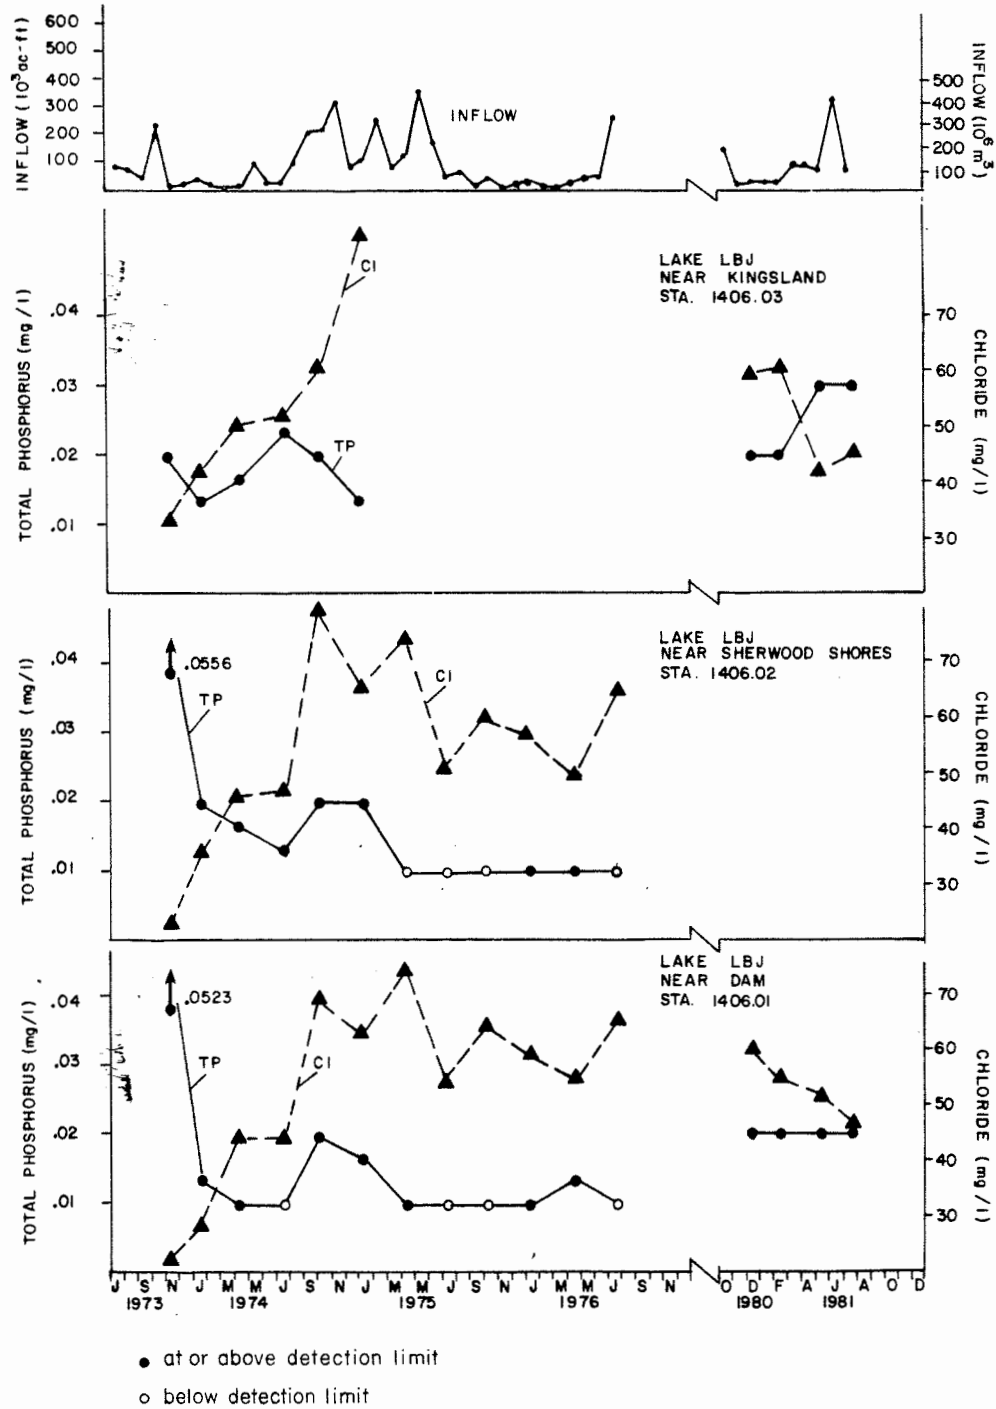 INFLOW (10³ac-ft)
600
500
400
300
200
100
INFLOW
500
400
300
200
100
INFLOW (10⁶ m³)
TOTAL PHOSPHORUS (mg/l)
.04
.03
.02
.01
Cl
TP
LAKE LBJ
NEAR KINGSLAND
STA. 1406.03
70
60
50
40
30
CHLORIDE (mg/l)
TOTAL PHOSPHORUS (mg/l)
.04
.03
.02
.01
.0556
TP
Cl
LAKE LBJ
NEAR SHERWOOD SHORES
STA. 1406.02
70
60
50
40
30
CHLORIDE (mg/l)
TOTAL PHOSPHORUS (mg/l)
.04
.03
.02
.01
.0523
TP
Cl
LAKE LBJ
NEAR DAM
STA. 1406.01
70
60
50
40
30
CHLORIDE (mg/l)
J S N J M M J S N J M M J S N J M M J S N O D F A J A O D
1973 1974 1975 1976 1980 1981
● at or above detection limit
○ below detection limit